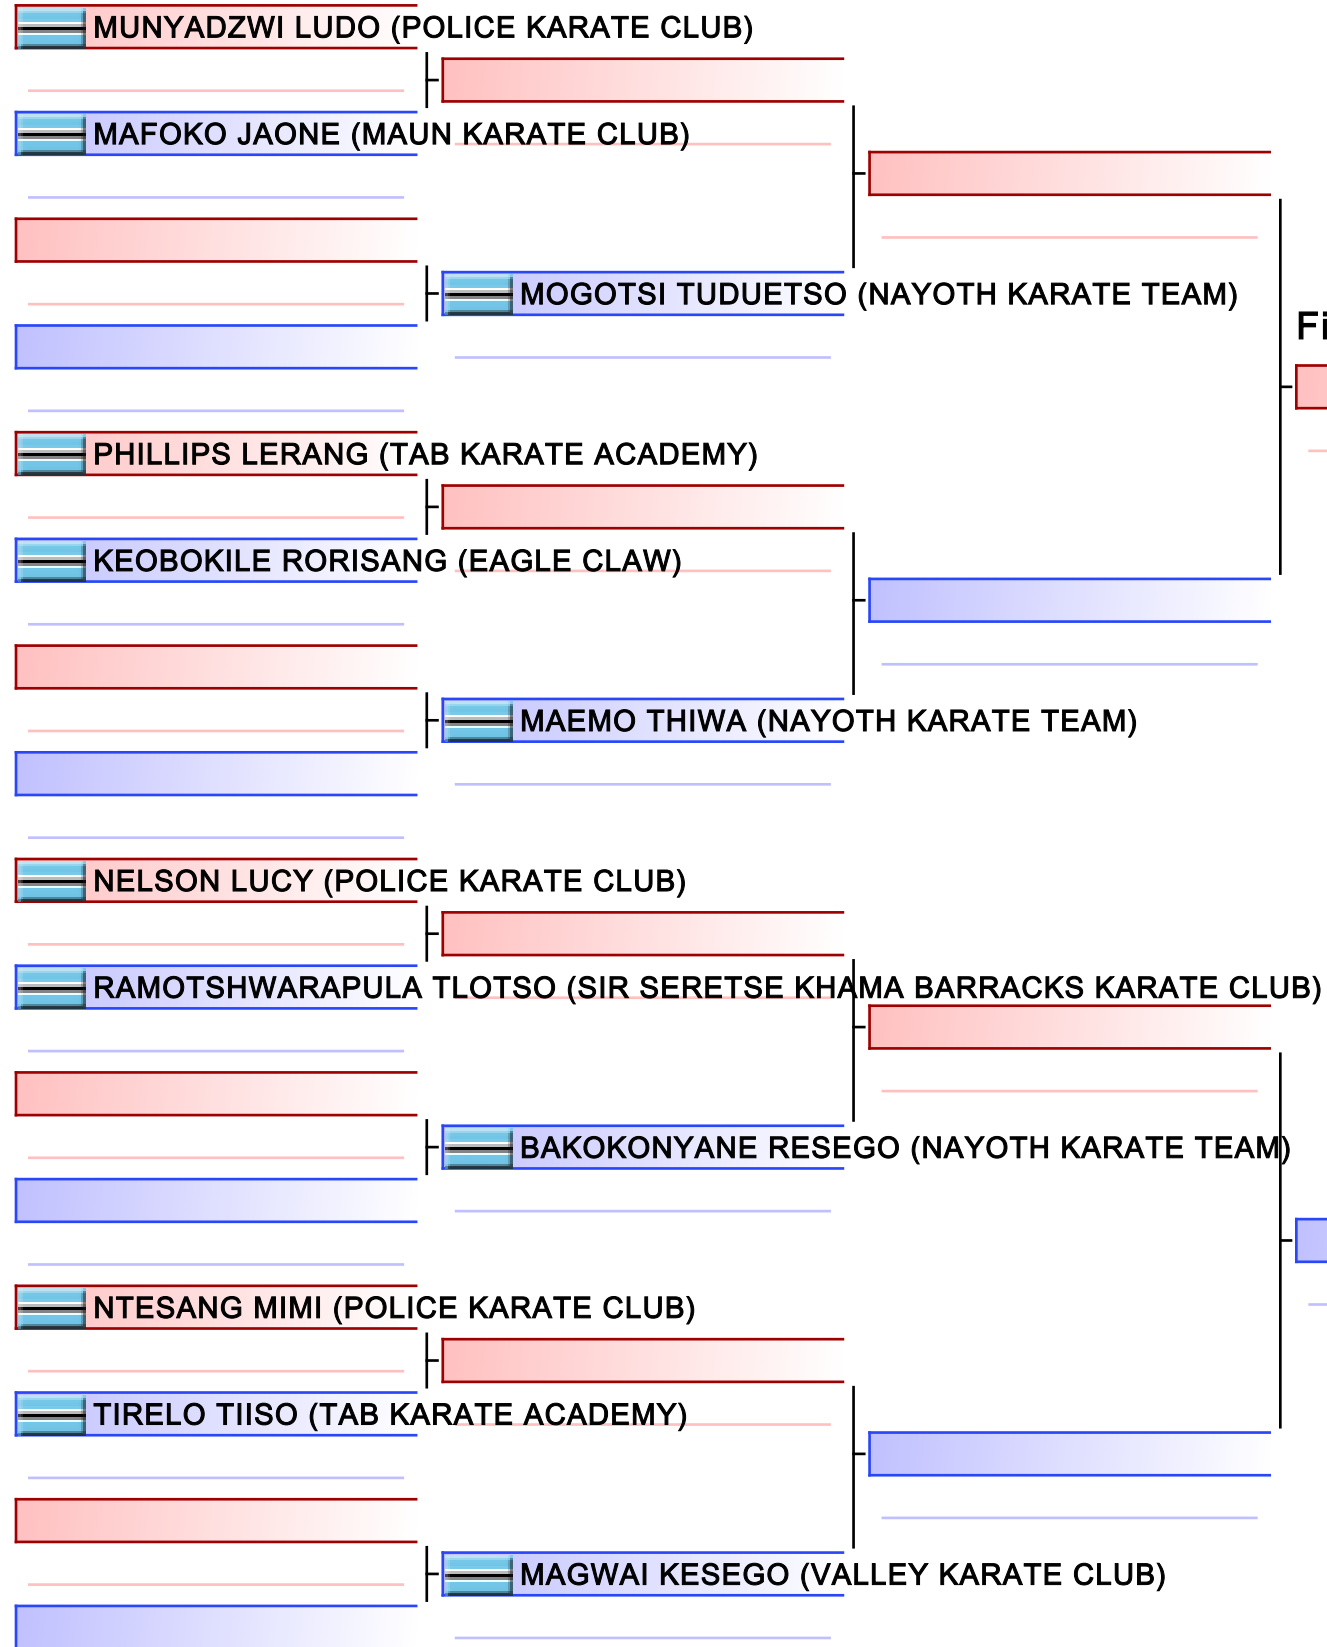 MUNYADZWI LUDO (POLICE KARATE CLUB)
MAFOKO JAONE (MAUN KARATE CLUB)
MOGOTSI TUDUETSO (NAYOTH KARATE TEAM)
Fi
PHILLIPS LERANG (TAB KARATE ACADEMY)
KEOBOKILE RORISANG (EAGLE CLAW)
MAEMO THIWA (NAYOTH KARATE TEAM)
NELSON LUCY (POLICE KARATE CLUB)
RAMOTSHWARAPULA TLOTSO (SIR SERETSE KHAMA BARRACKS KARATE CLUB)
BAKOKONYANE RESEGO (NAYOTH KARATE TEAM)
NTESANG MIMI (POLICE KARATE CLUB)
TIRELO TIISO (TAB KARATE ACADEMY)
MAGWAI KESEGO (VALLEY KARATE CLUB)